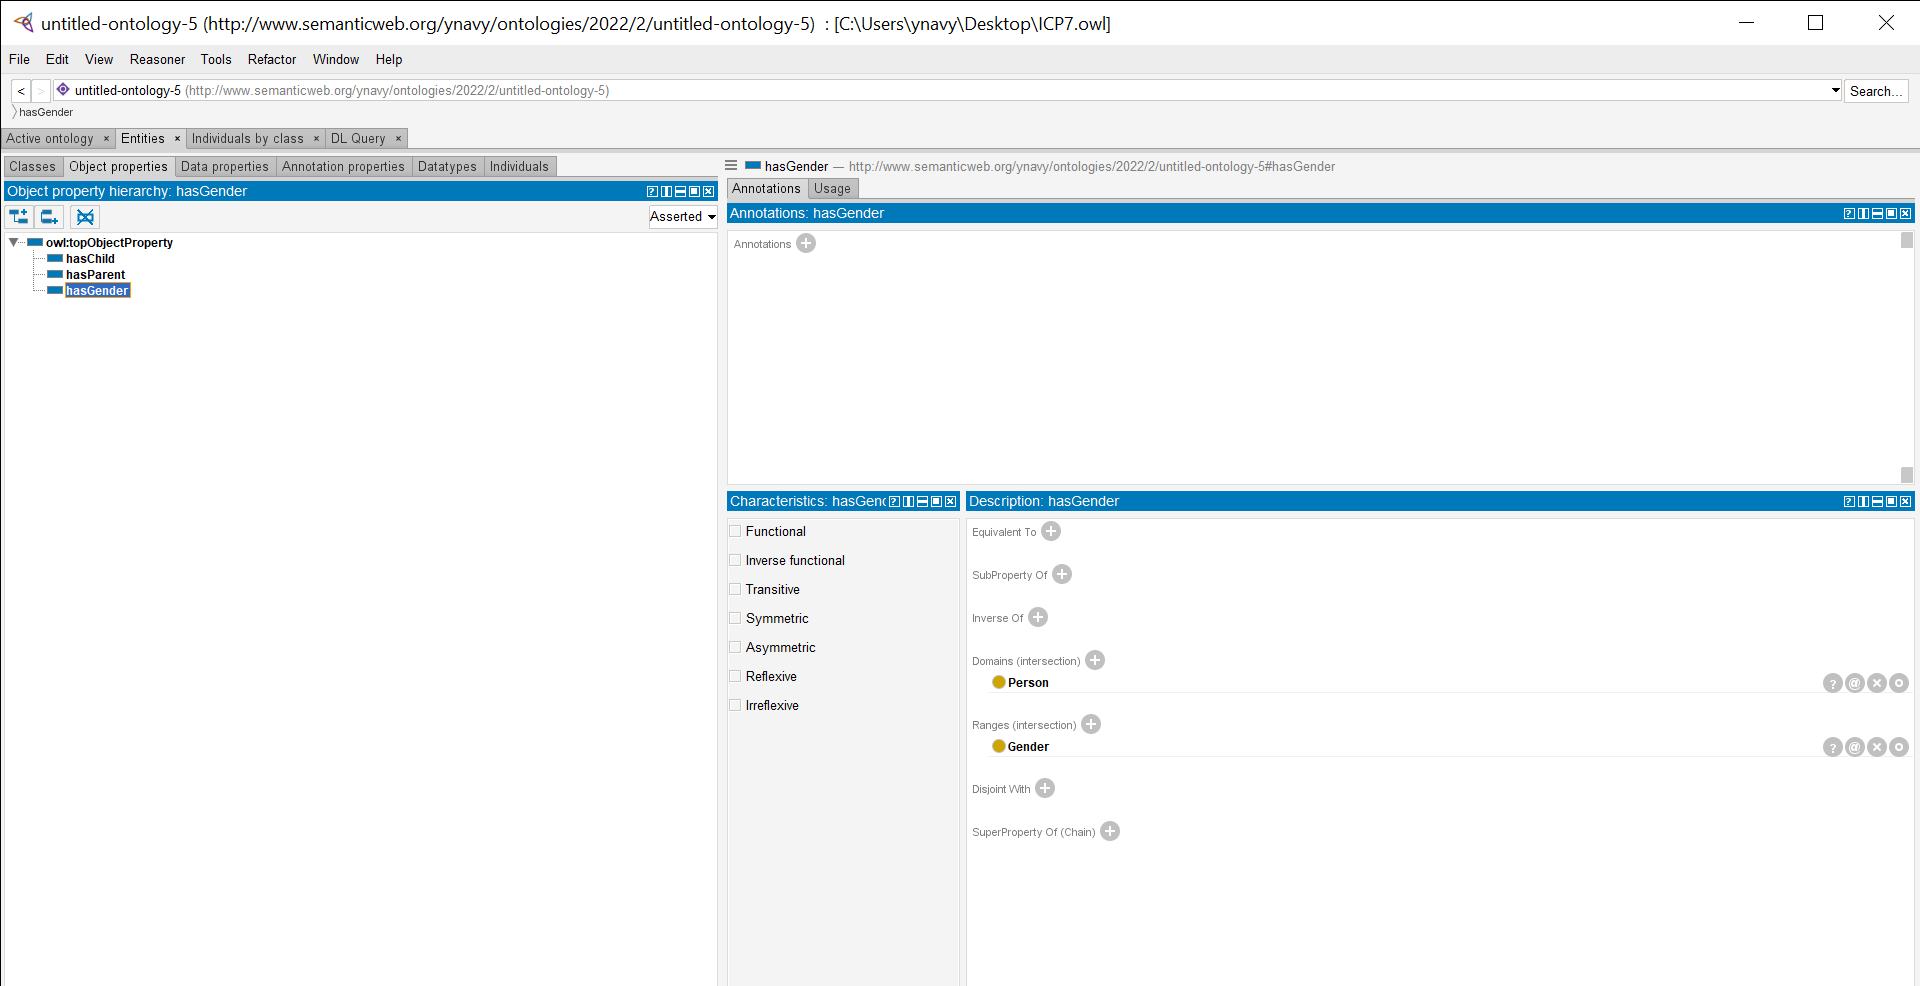 untitled-ontology-5 (http://www.semanticweb.org/ynavy/ontologies/2022/2/untitled-ontology-5)  : [C:\Users\ynavy\Desktop\ICP7.owl]
File Edit View Reasoner Tools Refactor Window Help
< > untitled-ontology-5 (http://www.semanticweb.org/ynavy/ontologies/2022/2/untitled-ontology-5) Search...
hasGender
Active ontology × Entities × Individuals by class × DL Query ×
Classes Object properties Data properties Annotation properties Datatypes Individuals
Object property hierarchy: hasGender
Asserted
owl:topObjectProperty
hasChild
hasParent
hasGender
hasGender — http://www.semanticweb.org/ynavy/ontologies/2022/2/untitled-ontology-5#hasGender
Annotations Usage
Annotations: hasGender
Annotations
Characteristics: hasGen
Functional
Inverse functional
Transitive
Symmetric
Asymmetric
Reflexive
Irreflexive
Description: hasGender
Equivalent To
SubProperty Of
Inverse Of
Domains (intersection)
Person
Ranges (intersection)
Gender
Disjoint With
SuperProperty Of (Chain)